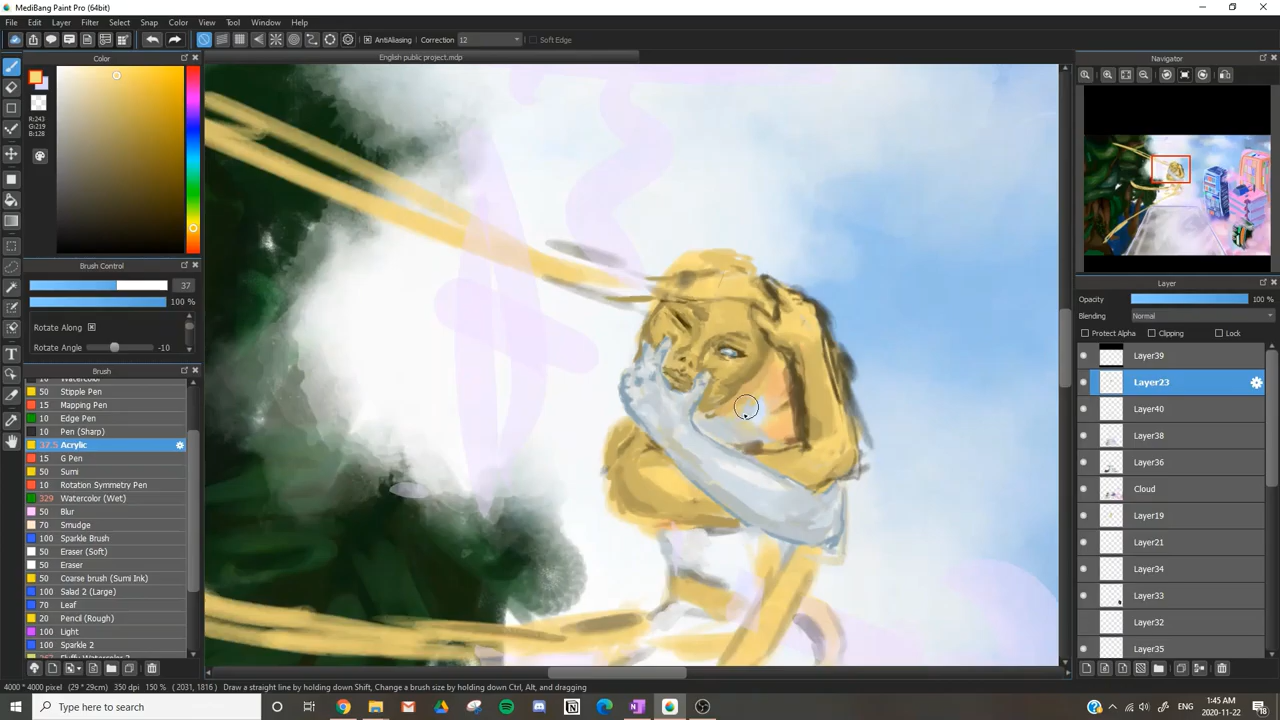 MediBang Paint Pro (64bit)
File Edit Layer Filter Select Snap Color View Tool Window Help
AntiAliasing Correction 12 Soft Edge
Color
English public project.mdp
Navigator
R:243
G:219
B:128
Brush Control
37
100 %
Rotate Along
Rotate Angle -10
Brush
10 Watercolor
50 Stipple Pen
15 Mapping Pen
10 Edge Pen
10 Pen (Sharp)
37.5 Acrylic
15 G Pen
50 Sumi
10 Rotation Symmetry Pen
329 Watercolor (Wet)
50 Blur
70 Smudge
100 Sparkle Brush
50 Eraser (Soft)
50 Eraser
50 Coarse brush (Sumi Ink)
100 Salad 2 (Large)
70 Leaf
20 Pencil (Rough)
100 Light
100 Sparkle 2
Layer
Opacity 100 %
Blending Normal
Protect Alpha Clipping Lock
Layer39
Layer23
Layer40
Layer38
Layer36
Cloud
Layer19
Layer21
Layer34
Layer33
Layer32
Layer35
4000 * 4000 pixel (29 * 29cm) 350 dpi 150 % ( 2031, 1816 ) Draw a straight line by holding down Shift, Change a brush size by holding down Ctrl, Alt, and dragging
Type here to search
ENG
1:45 AM
2020-11-22
18